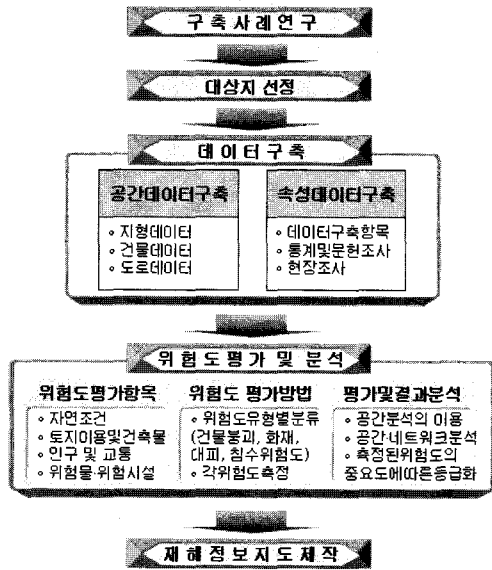 구축사례연구
대상지 선정
데이터구축
공간데이터구축
◦ 지형데이터
◦ 건물데이터
◦ 도로데이터
속성데이터구축
◦ 데이터구축항목
◦ 통계및문헌조사
◦ 현장조사
위험도평가 및 분석
위험도평가항목
◦ 자연조건
◦ 토지이용및건축물
◦ 인구 및 교통
◦ 위험물·위험시설
위험도 평가방법
◦ 위험도유형별분류
(건물붕괴, 화재,
대피, 침수위험도)
◦ 각위험도측정
평가및결과분석
◦ 공간분석의 이용
◦ 공간·네트워크분석
◦ 측정된위험도의
중요도에따른등급화
재해정보지도제작